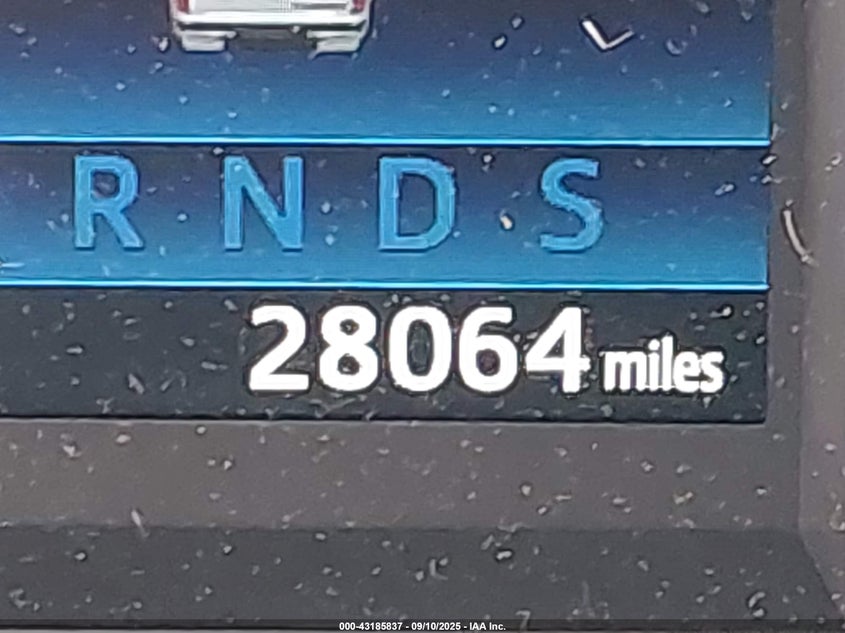 R N D S
28064 miles
000-43185837 - 09/10/2025 - IAA Inc.